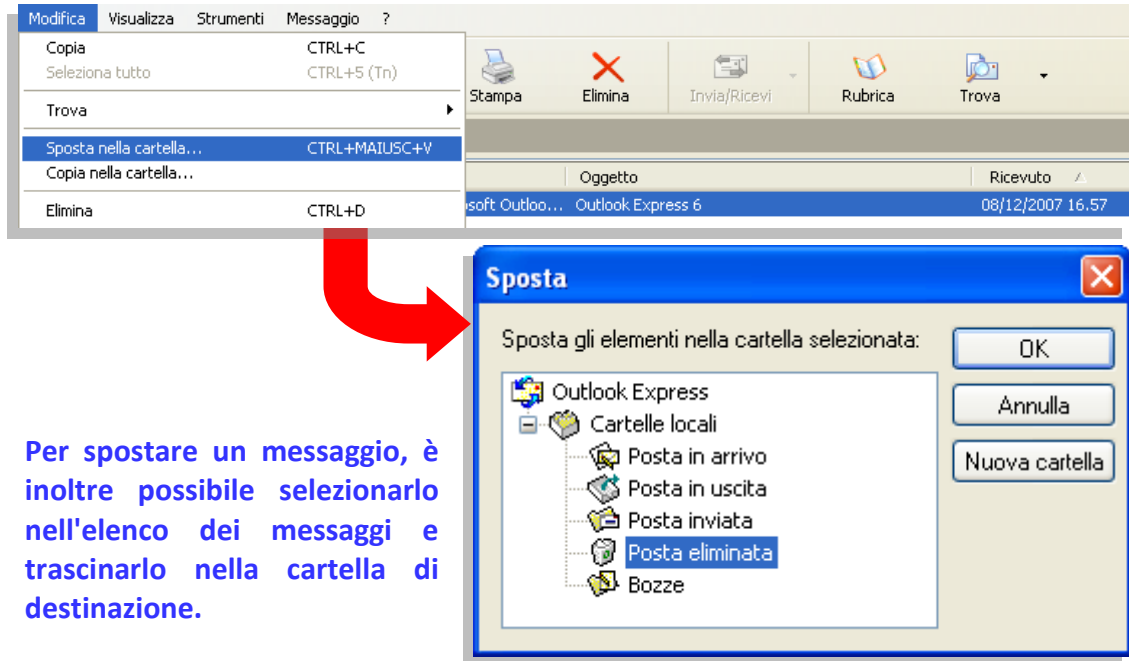 Modifica Visualizza Strumenti Messaggio ?
Copia CTRL+C
Seleziona tutto CTRL+5 (Tn)
Trova
Sposta nella cartella... CTRL+MAIUSC+V
Copia nella cartella...
Elimina CTRL+D
Stampa Elimina Invia/Ricevi Rubrica Trova
Oggetto Ricevuto
osoft Outloo... Outlook Express 6 08/12/2007 16.57
Sposta
Sposta gli elementi nella cartella selezionata:
OK
Annulla
Nuova cartella
Outlook Express
Cartelle locali
Posta in arrivo
Posta in uscita
Posta inviata
Posta eliminata
Bozze
Per spostare un messaggio, è
inoltre possibile selezionarlo
nell'elenco dei messaggi e
trascinarlo nella cartella di
destinazione.